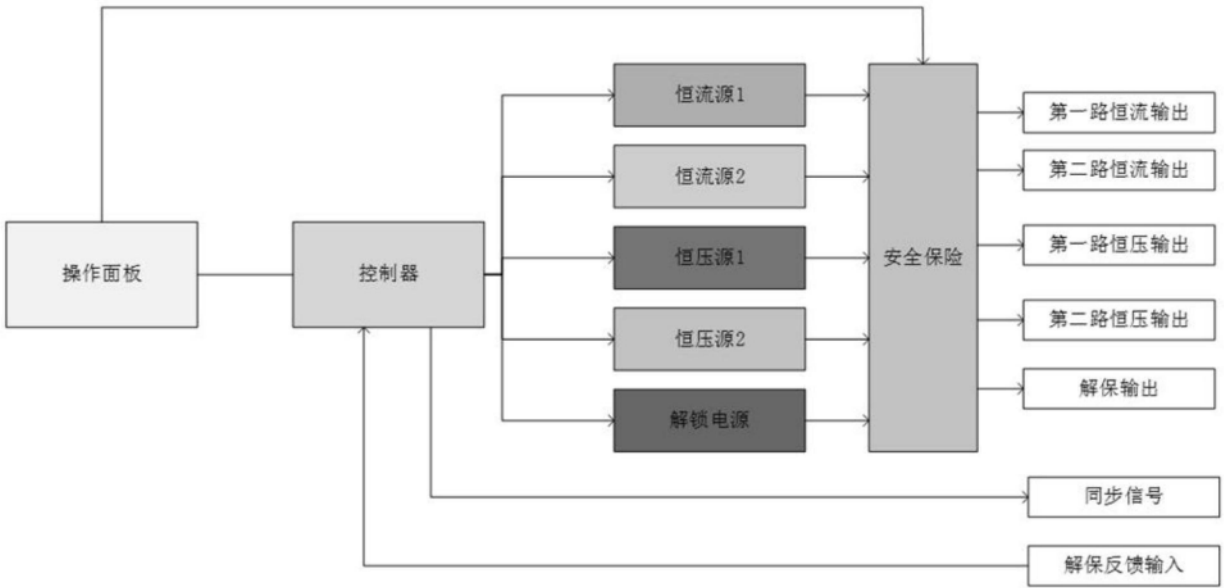 操作面板
控制器
恒流源1
恒流源2
恒压源1
恒压源2
解锁电源
安全保险
第一路恒流输出
第二路恒流输出
第一路恒压输出
第二路恒压输出
解保输出
同步信号
解保反馈输入